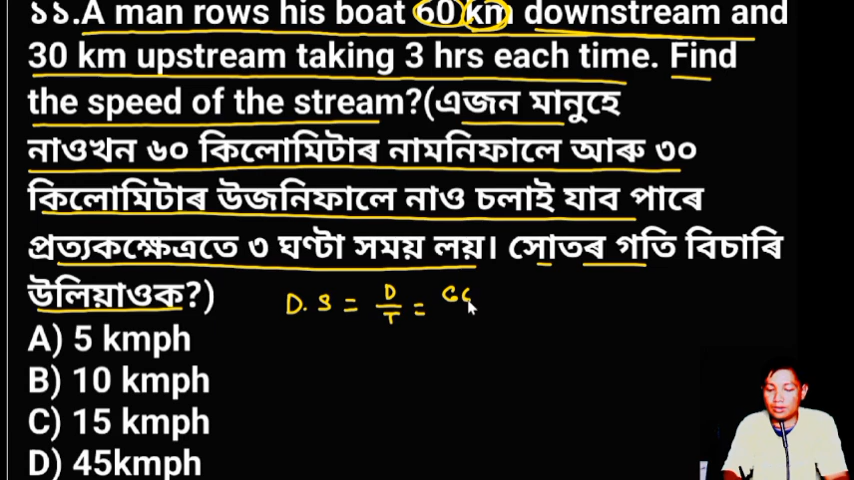 ১১.A man rows his boat 60 km downstream and
30 km upstream taking 3 hrs each time. Find
the speed of the stream?(এজন মানুহে
নাওখন ৬০ কিলোমিটাৰ নামনিফালে আৰু ৩০
কিলোমিটাৰ উজনিফালে নাও চলাই যাব পাৰে
প্ৰত্যকক্ষেত্ৰতে ৩ ঘণ্টা সময় লয়। সোতৰ গতি বিচাৰি
উলিয়াওক?) D. S = D/T =
A) 5 kmph
B) 10 kmph
C) 15 kmph
D) 45kmph